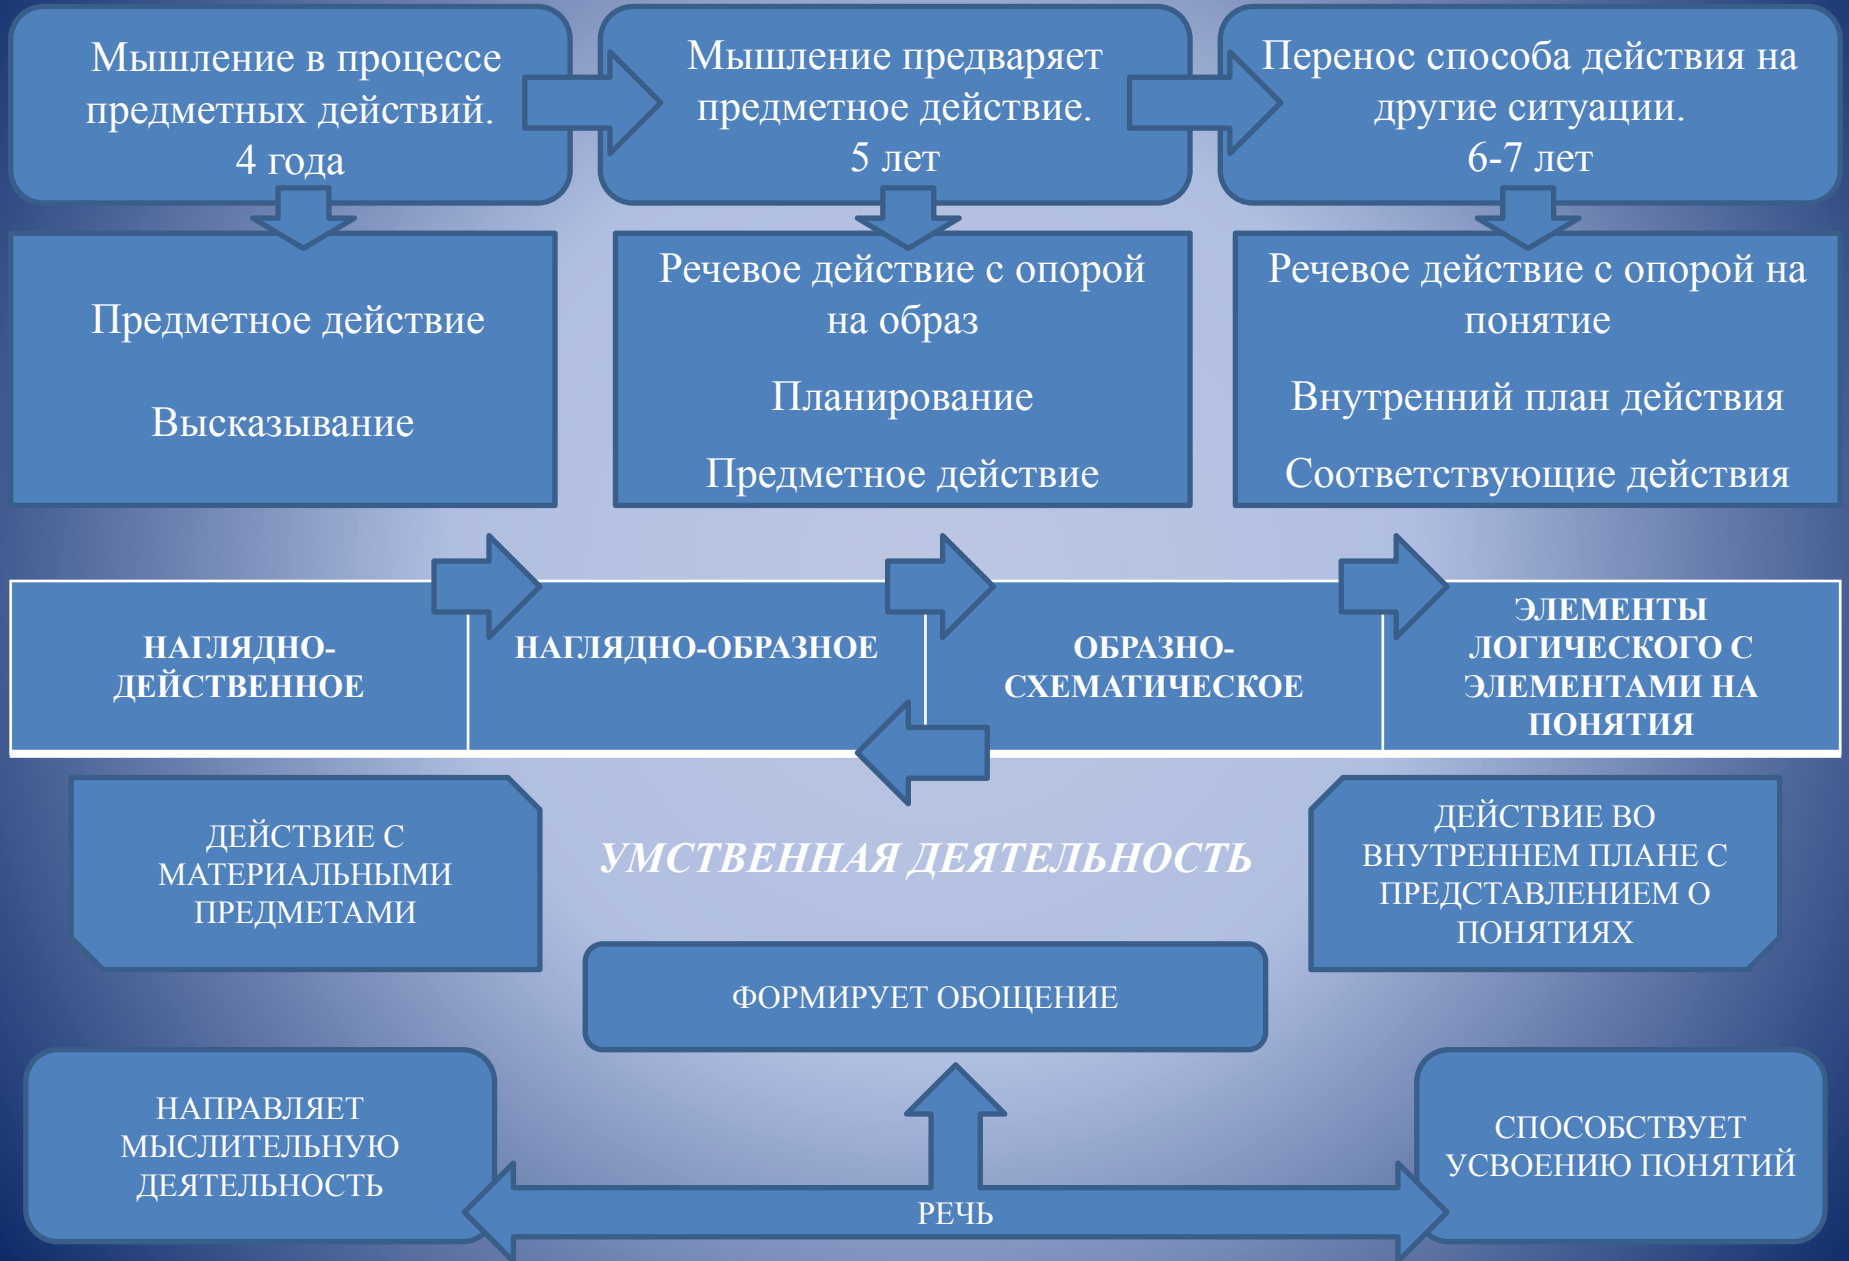 Мышление в процессе
предметных действий.
4 года
Мышление предваряет
предметное действие.
5 лет
Перенос способа действия на
другие ситуации.
6-7 лет
Предметное действие
Высказывание
Речевое действие с опорой
на образ
Планирование
Предметное действие
Речевое действие с опорой на
понятие
Внутренний план действия
Соответствующие действия
НАГЛЯДНО-
ДЕЙСТВЕННОЕ
НАГЛЯДНО-ОБРАЗНОЕ
ОБРАЗНО-
СХЕМАТИЧЕСКОЕ
ЭЛЕМЕНТЫ
ЛОГИЧЕСКОГО С
ЭЛЕМЕНТАМИ НА
ПОНЯТИЯ
ДЕЙСТВИЕ С
МАТЕРИАЛЬНЫМИ
ПРЕДМЕТАМИ
УМСТВЕННАЯ ДЕЯТЕЛЬНОСТЬ
ДЕЙСТВИЕ ВО
ВНУТРЕННЕМ ПЛАНЕ С
ПРЕДСТАВЛЕНИЕМ О
ПОНЯТИЯХ
ФОРМИРУЕТ ОБОЩЕНИЕ
НАПРАВЛЯЕТ
МЫСЛИТЕЛЬНУЮ
ДЕЯТЕЛЬНОСТЬ
РЕЧЬ
СПОСОБСТВУЕТ
УСВОЕНИЮ ПОНЯТИЙ